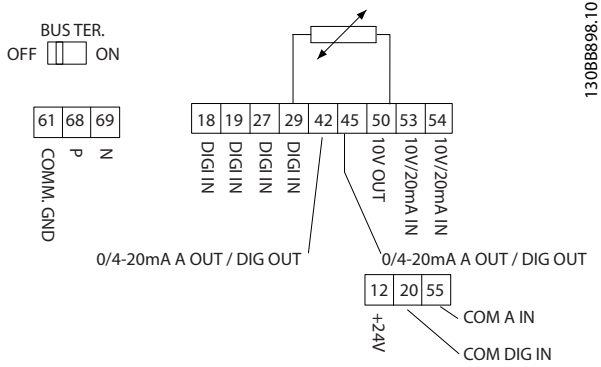 130BB898.10
BUS TER.
OFF ON
61 68 69
COMM. GND
P
N
18 19 27 29 42 45 50 53 54
DIGI IN
DIGI IN
DIGI IN
DIGI IN
10V OUT
10V/20mA IN
10V/20mA IN
0/4-20mA A OUT / DIG OUT
0/4-20mA A OUT / DIG OUT
12 20 55
+24V
COM A IN
COM DIG IN